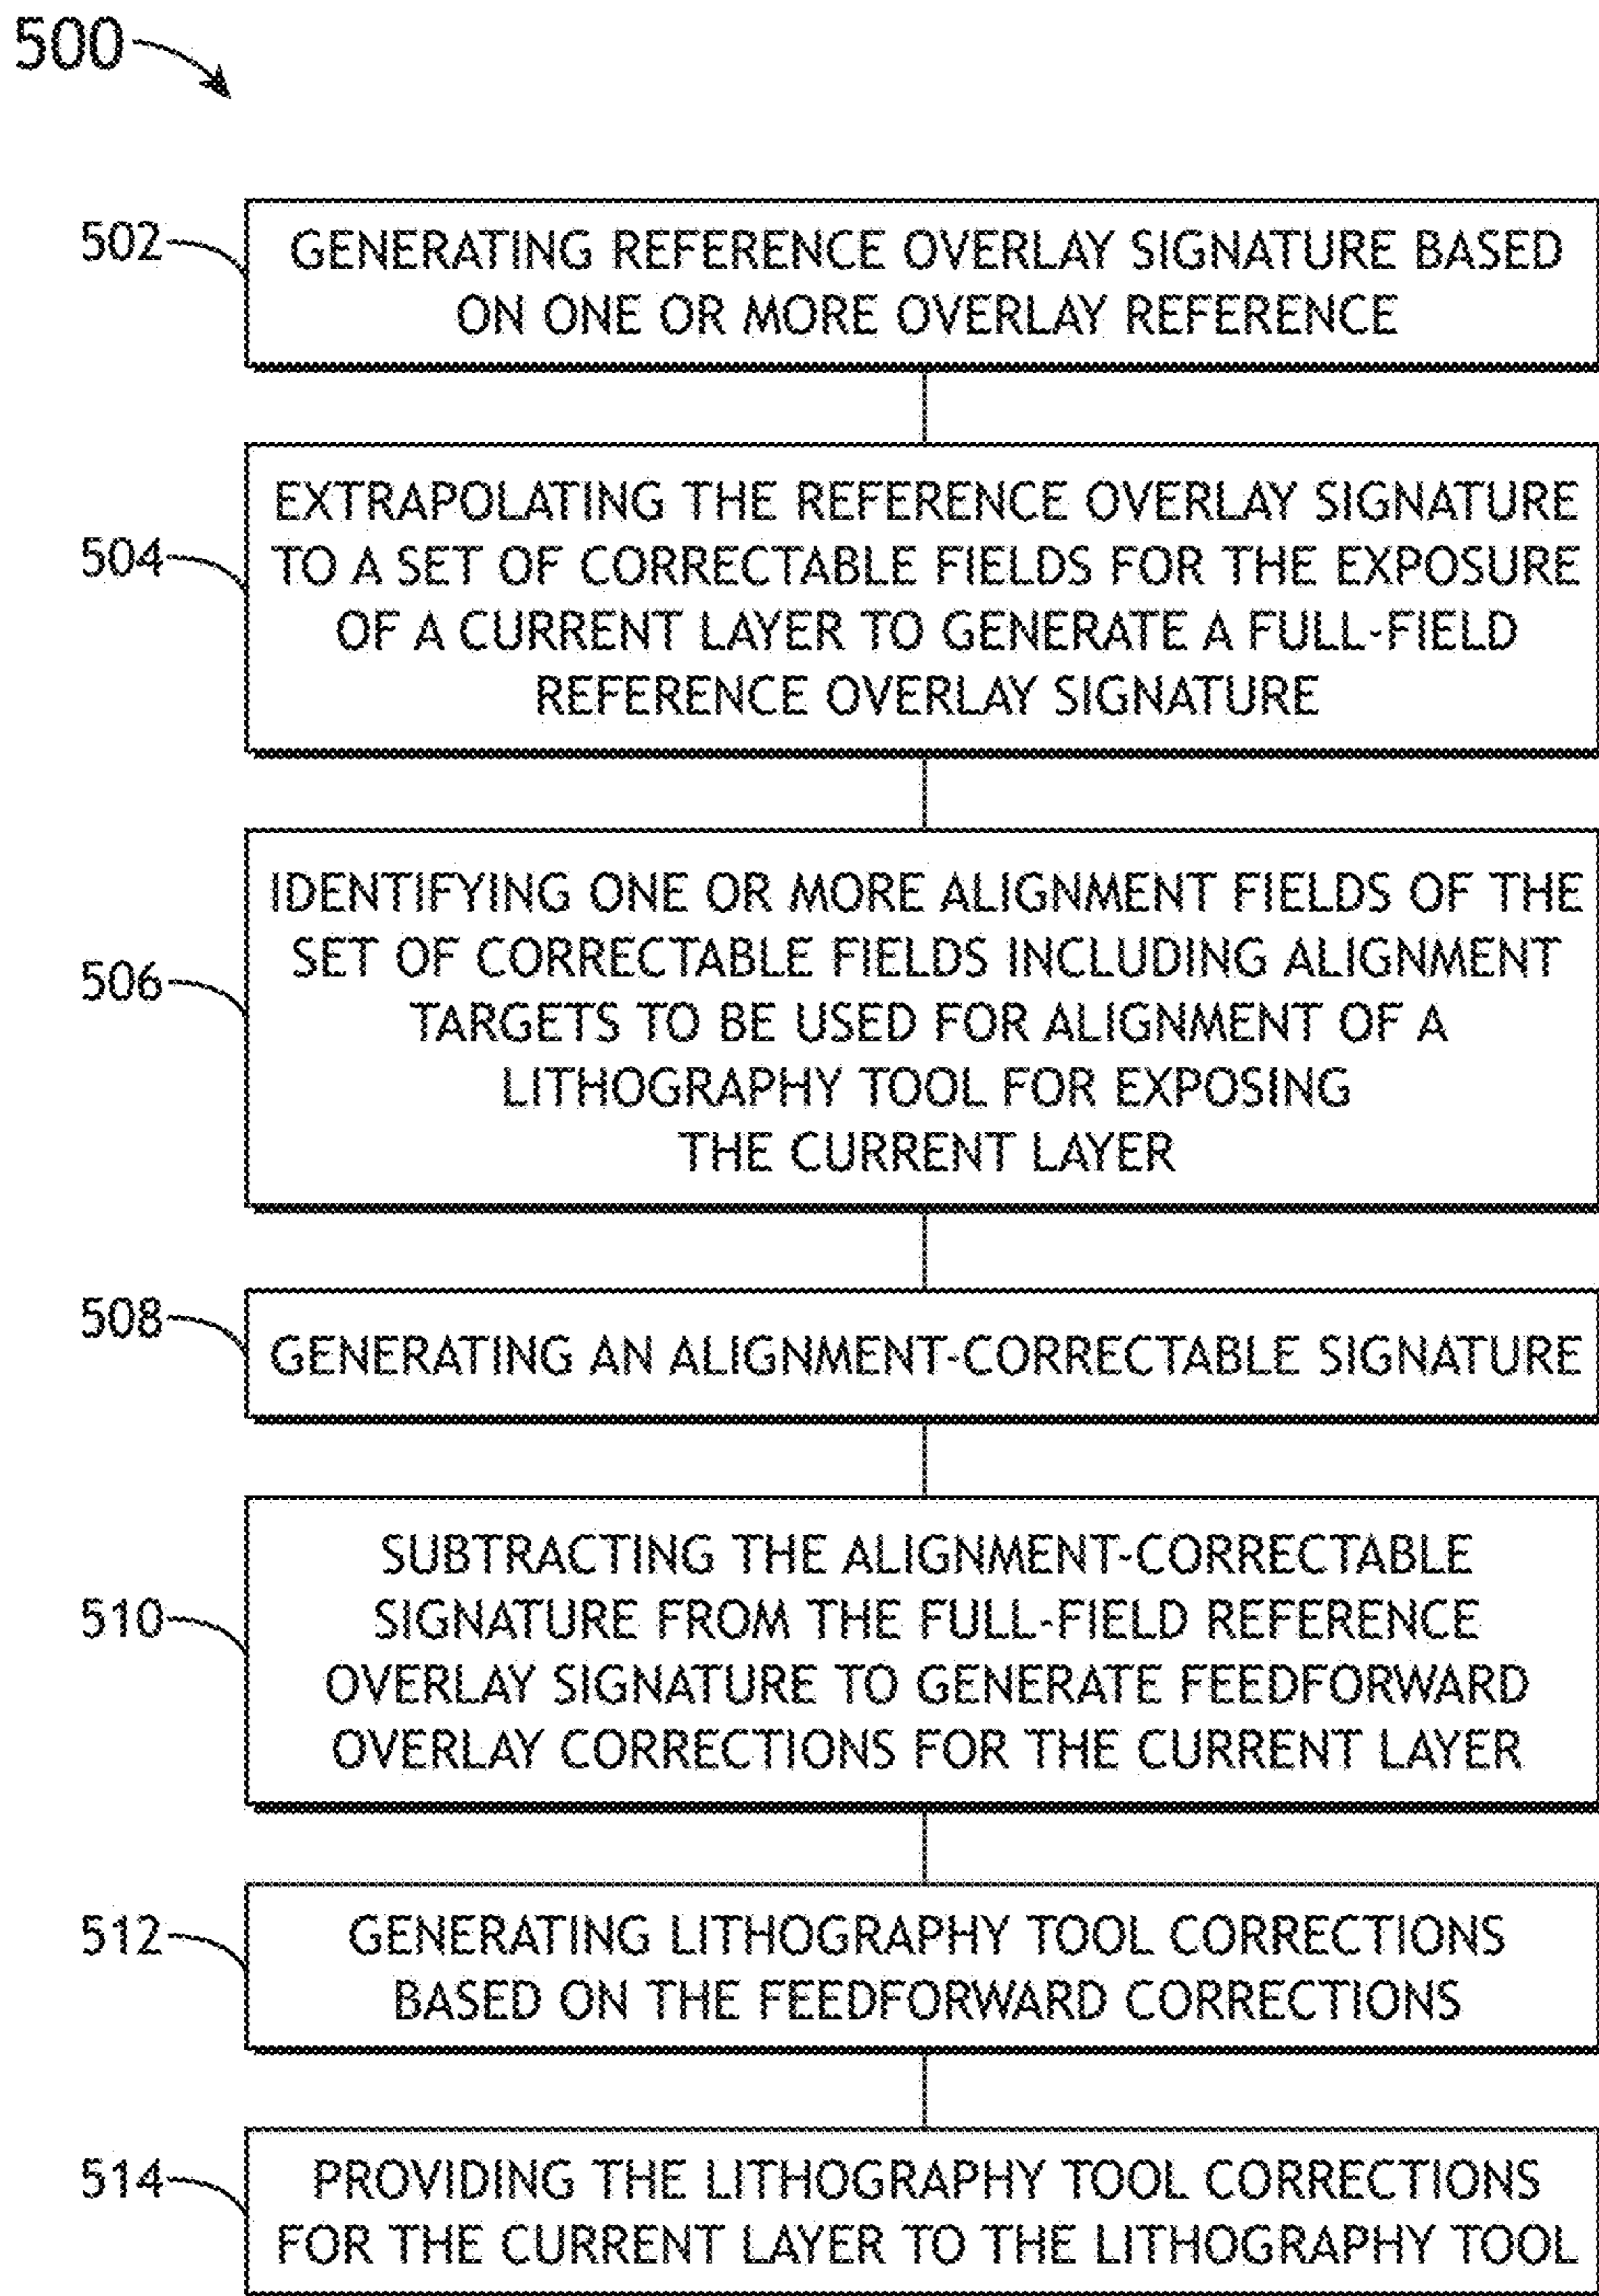 500
502
GENERATING REFERENCE OVERLAY SIGNATURE BASED
ON ONE OR MORE OVERLAY REFERENCE
504
EXTRAPOLATING THE REFERENCE OVERLAY SIGNATURE
TO A SET OF CORRECTABLE FIELDS FOR THE EXPOSURE
OF A CURRENT LAYER TO GENERATE A FULL-FIELD
REFERENCE OVERLAY SIGNATURE
506
IDENTIFYING ONE OR MORE ALIGNMENT FIELDS OF THE
SET OF CORRECTABLE FIELDS INCLUDING ALIGNMENT
TARGETS TO BE USED FOR ALIGNMENT OF A
LITHOGRAPHY TOOL FOR EXPOSING
THE CURRENT LAYER
508
GENERATING AN ALIGNMENT-CORRECTABLE SIGNATURE
510
SUBTRACTING THE ALIGNMENT-CORRECTABLE
SIGNATURE FROM THE FULL-FIELD REFERENCE
OVERLAY SIGNATURE TO GENERATE FEEDFORWARD
OVERLAY CORRECTIONS FOR THE CURRENT LAYER
512
GENERATING LITHOGRAPHY TOOL CORRECTIONS
BASED ON THE FEEDFORWARD CORRECTIONS
514
PROVIDING THE LITHOGRAPHY TOOL CORRECTIONS
FOR THE CURRENT LAYER TO THE LITHOGRAPHY TOOL